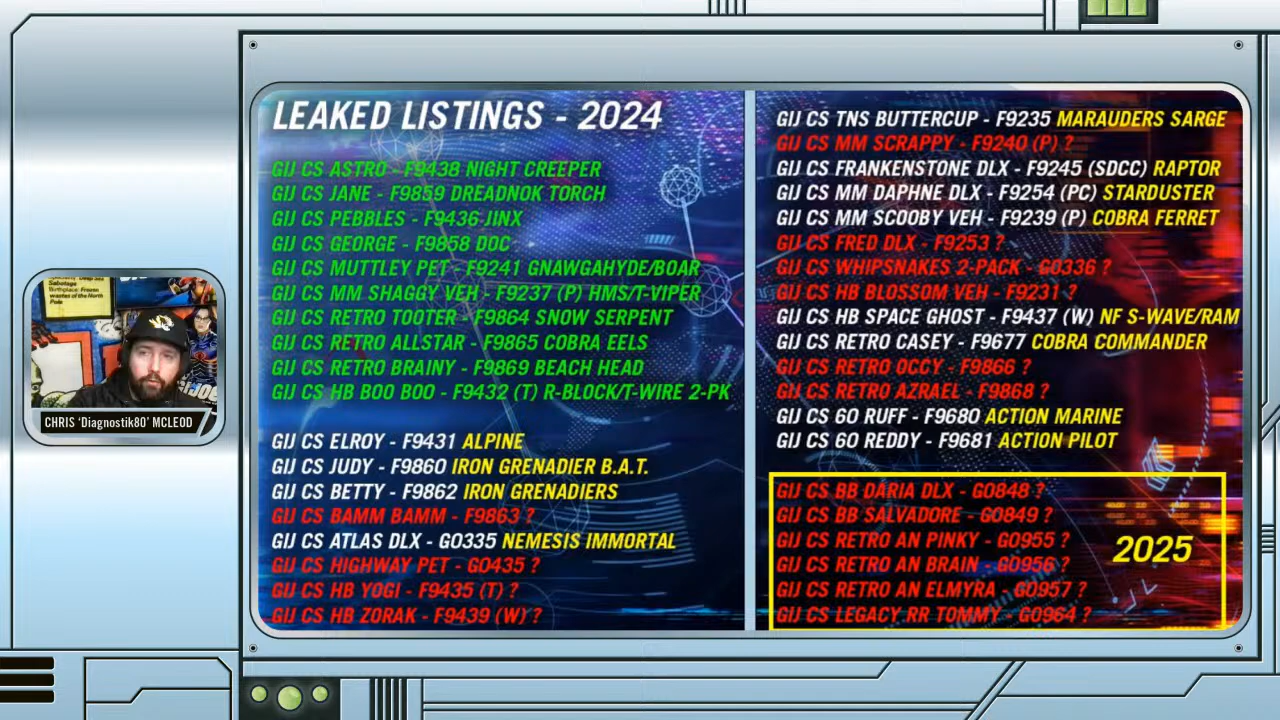 LEAKED LISTINGS - 2024
GIJ CS ASTRO - F9438 NIGHT CREEPER
GIJ CS JANE - F9859 DREADNOK TORCH
GIJ CS PEBBLES - F9436 JINX
GIJ CS GEORGE - F9858 DOC
GIJ CS MUTTLEY PET - F9241 GNAWGAHYDE/BOAR
GIJ CS MM SHAGGY VEH - F9237 (P) HMS/T-VIPER
GIJ CS RETRO TOOTER - F9864 SNOW SERPENT
GIJ CS RETRO ALLSTAR - F9865 COBRA EELS
GIJ CS RETRO BRAINY - F9869 BEACH HEAD
GIJ CS HB BOO BOO - F9432 (T) R-BLOCK/T-WIRE 2-PK
GIJ CS ELROY - F9431 ALPINE
GIJ CS JUDY - F9860 IRON GRENADIER B.A.T.
GIJ CS BETTY - F9862 IRON GRENADIERS
GIJ CS BAMM BAMM - F9863 ?
GIJ CS ATLAS DLX - G0335 NEMESIS IMMORTAL
GIJ CS HIGHWAY PET - G0435 ?
GIJ CS HB YOGI - F9435 (T) ?
GIJ CS HB ZORAK - F9439 (W) ?
GIJ CS TNS BUTTERCUP - F9235 MARAUDERS SARGE
GIJ CS MM SCRAPPY - F9240 (P) ?
GIJ CS FRANKENSTONE DLX - F9245 (SDCC) RAPTOR
GIJ CS MM DAPHNE DLX - F9254 (PC) STARDUSTER
GIJ CS MM SCOOBY VEH - F9239 (P) COBRA FERRET
GIJ CS FRED DLX - F9253 ?
GIJ CS WHIPSNAKES 2-PACK - G0336 ?
GIJ CS HB BLOSSOM VEH - F9231 ?
GIJ CS HB SPACE GHOST - F9437 (W) NF S-WAVE/RAM
GIJ CS RETRO CASEY - F9677 COBRA COMMANDER
GIJ CS RETRO OCCY - F9866 ?
GIJ CS RETRO AZRAEL - F9868 ?
GIJ CS 60 RUFF - F9680 ACTION MARINE
GIJ CS 60 REDDY - F9681 ACTION PILOT
GIJ CS BB DARIA DLX - G0848 ?
GIJ CS BB SALVADORE - G0849 ?
GIJ CS RETRO AN PINKY - G0955 ?
GIJ CS RETRO AN BRAIN - G0956 ?
GIJ CS RETRO AN ELMYRA - G0957 ?
GIJ CS LEGACY RR TOMMY - G0964 ?
2025
Sabotage
Birthplace: Frozen
wastes of the North
Pole
CHRIS 'Diagnostik80' MCLEOD